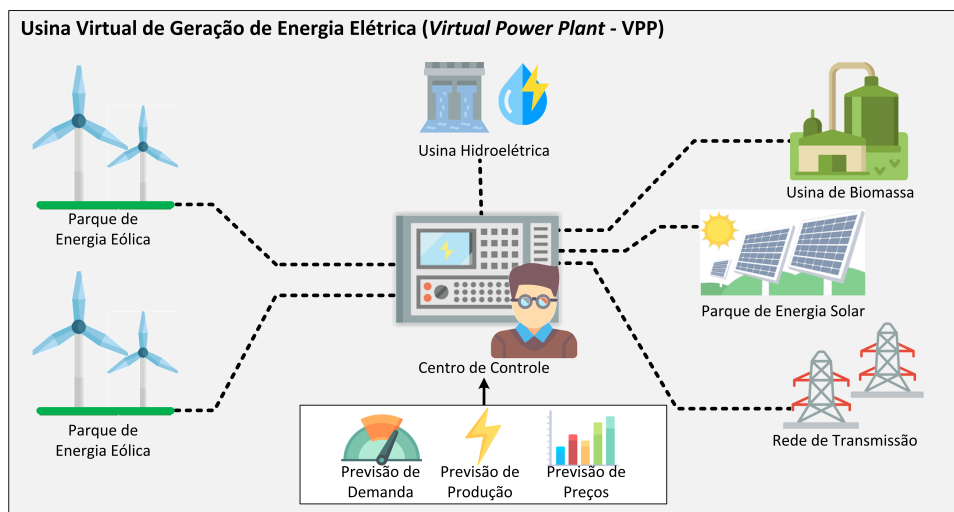 Usina Virtual de Geração de Energia Elétrica (Virtual Power Plant - VPP)
Usina Hidroelétrica
Usina de Biomassa
Parque de
Energia Eólica
Parque de Energia Solar
Centro de Controle
Parque de
Energia Eólica
Rede de Transmissão
Previsão de
Demanda
Previsão de
Produção
Previsão de
Preços